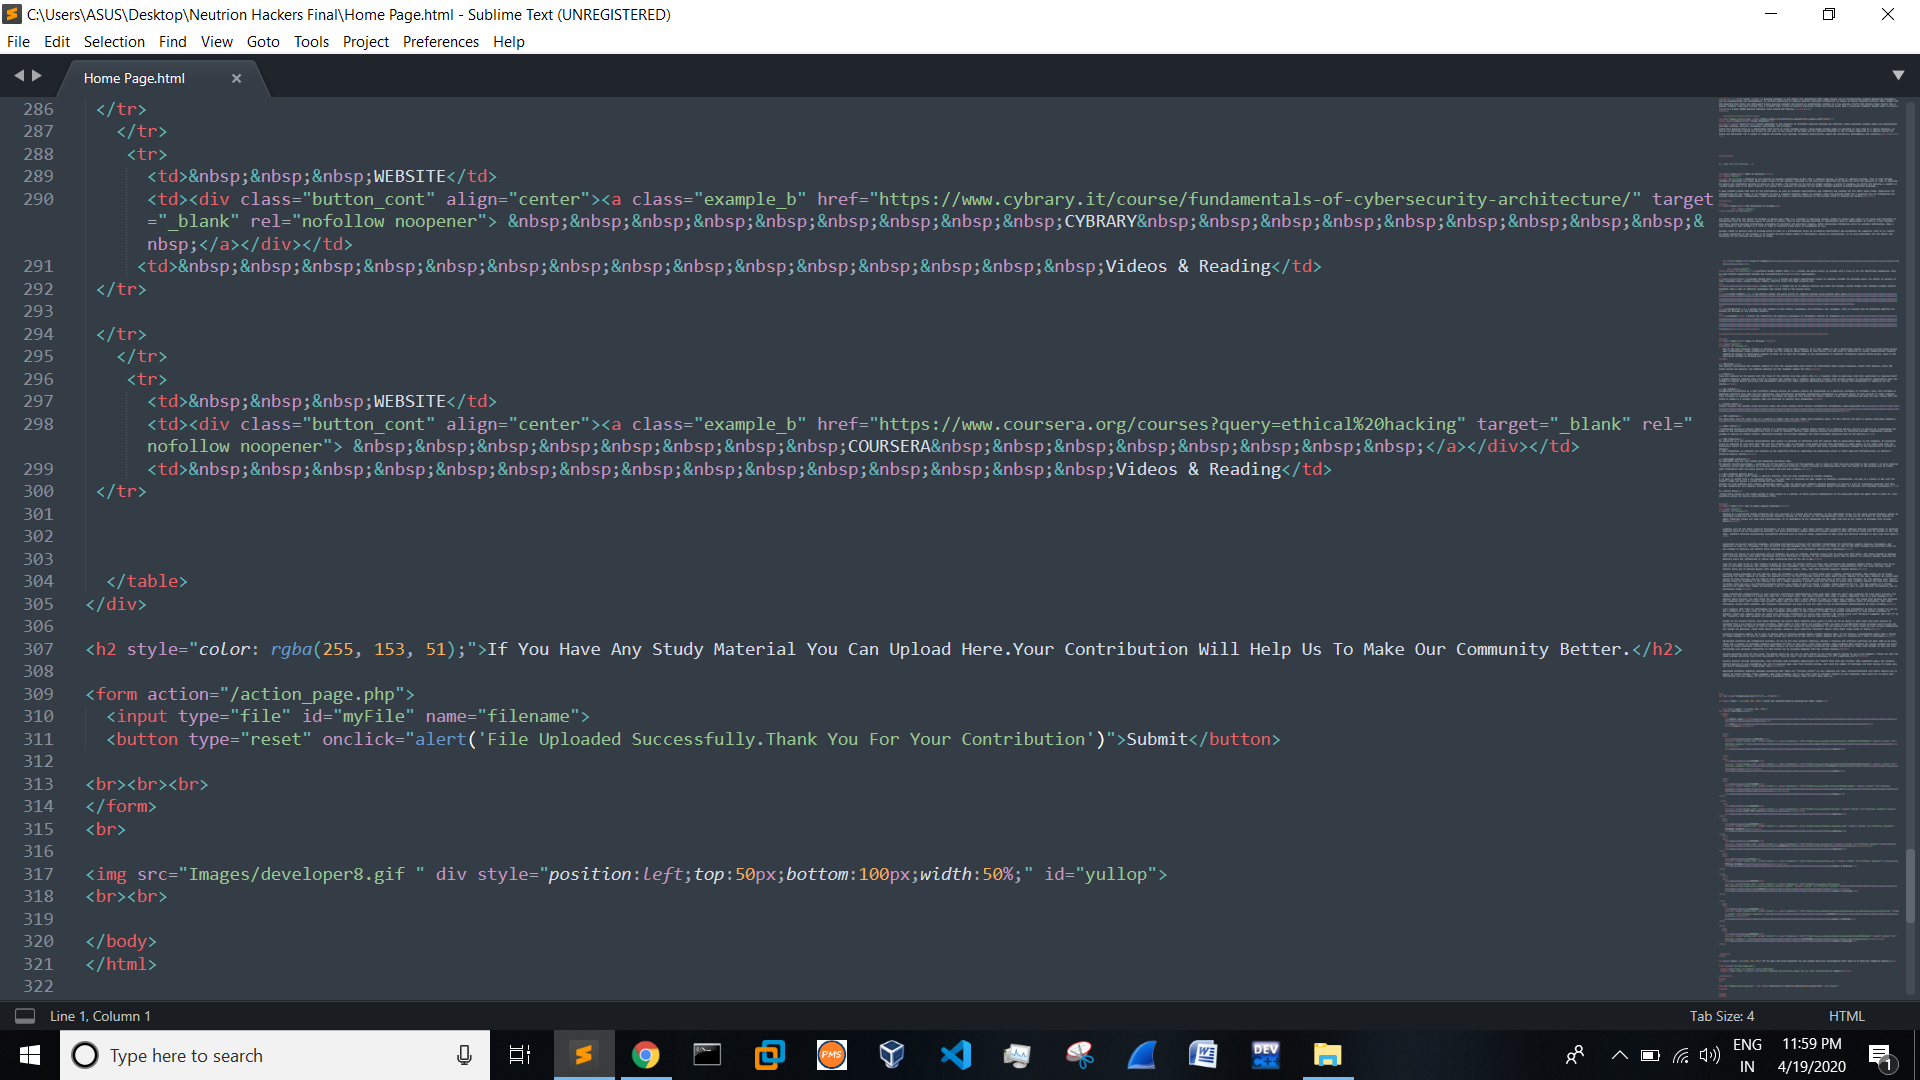 C:\Users\ASUS\Desktop\Neutrion Hackers Final\Home Page.html - Sublime Text (UNREGISTERED)
File Edit Selection Find View Goto Tools Project Preferences Help
Home Page.html
286 </tr>
287 </tr>
288 <tr>
289 <td>&nbsp;&nbsp;&nbsp;WEBSITE</td>
290 <td><div class="button_cont" align="center"><a class="example_b" href="https://www.cybrary.it/course/fundamentals-of-cybersecurity-architecture/" target
="_blank" rel="nofollow noopener"> &nbsp;&nbsp;&nbsp;&nbsp;&nbsp;&nbsp;&nbsp;&nbsp;&nbsp;CYBRARY&nbsp;&nbsp;&nbsp;&nbsp;&nbsp;&nbsp;&nbsp;&nbsp;&nbsp;&
nbsp;</a></div></td>
291 <td>&nbsp;&nbsp;&nbsp;&nbsp;&nbsp;&nbsp;&nbsp;&nbsp;&nbsp;&nbsp;&nbsp;&nbsp;&nbsp;&nbsp;&nbsp;Videos & Reading</td>
292 </tr>
293
294 </tr>
295 </tr>
296 <tr>
297 <td>&nbsp;&nbsp;&nbsp;WEBSITE</td>
298 <td><div class="button_cont" align="center"><a class="example_b" href="https://www.coursera.org/courses?query=ethical%20hacking" target="_blank" rel="
nofollow noopener"> &nbsp;&nbsp;&nbsp;&nbsp;&nbsp;&nbsp;&nbsp;&nbsp;COURSERA&nbsp;&nbsp;&nbsp;&nbsp;&nbsp;&nbsp;&nbsp;&nbsp;</a></div></td>
299 <td>&nbsp;&nbsp;&nbsp;&nbsp;&nbsp;&nbsp;&nbsp;&nbsp;&nbsp;&nbsp;&nbsp;&nbsp;&nbsp;&nbsp;&nbsp;Videos & Reading</td>
300 </tr>
301
302
303
304 </table>
305 </div>
306
307 <h2 style="color: rgba(255, 153, 51);">If You Have Any Study Material You Can Upload Here.Your Contribution Will Help Us To Make Our Community Better.</h2>
308
309 <form action="/action_page.php">
310 <input type="file" id="myFile" name="filename">
311 <button type="reset" onclick="alert('File Uploaded Successfully.Thank You For Your Contribution')">Submit</button>
312
313 <br><br><br>
314 </form>
315 <br>
316
317 <img src="Images/developer8.gif " div style="position:left;top:50px;bottom:100px;width:50%;" id="yullop">
318 <br><br>
319
320 </body>
321 </html>
322
Line 1, Column 1 Tab Size: 4 HTML
Type here to search
PMS
DEV C++
ENG
IN
11:59 PM
4/19/2020
1